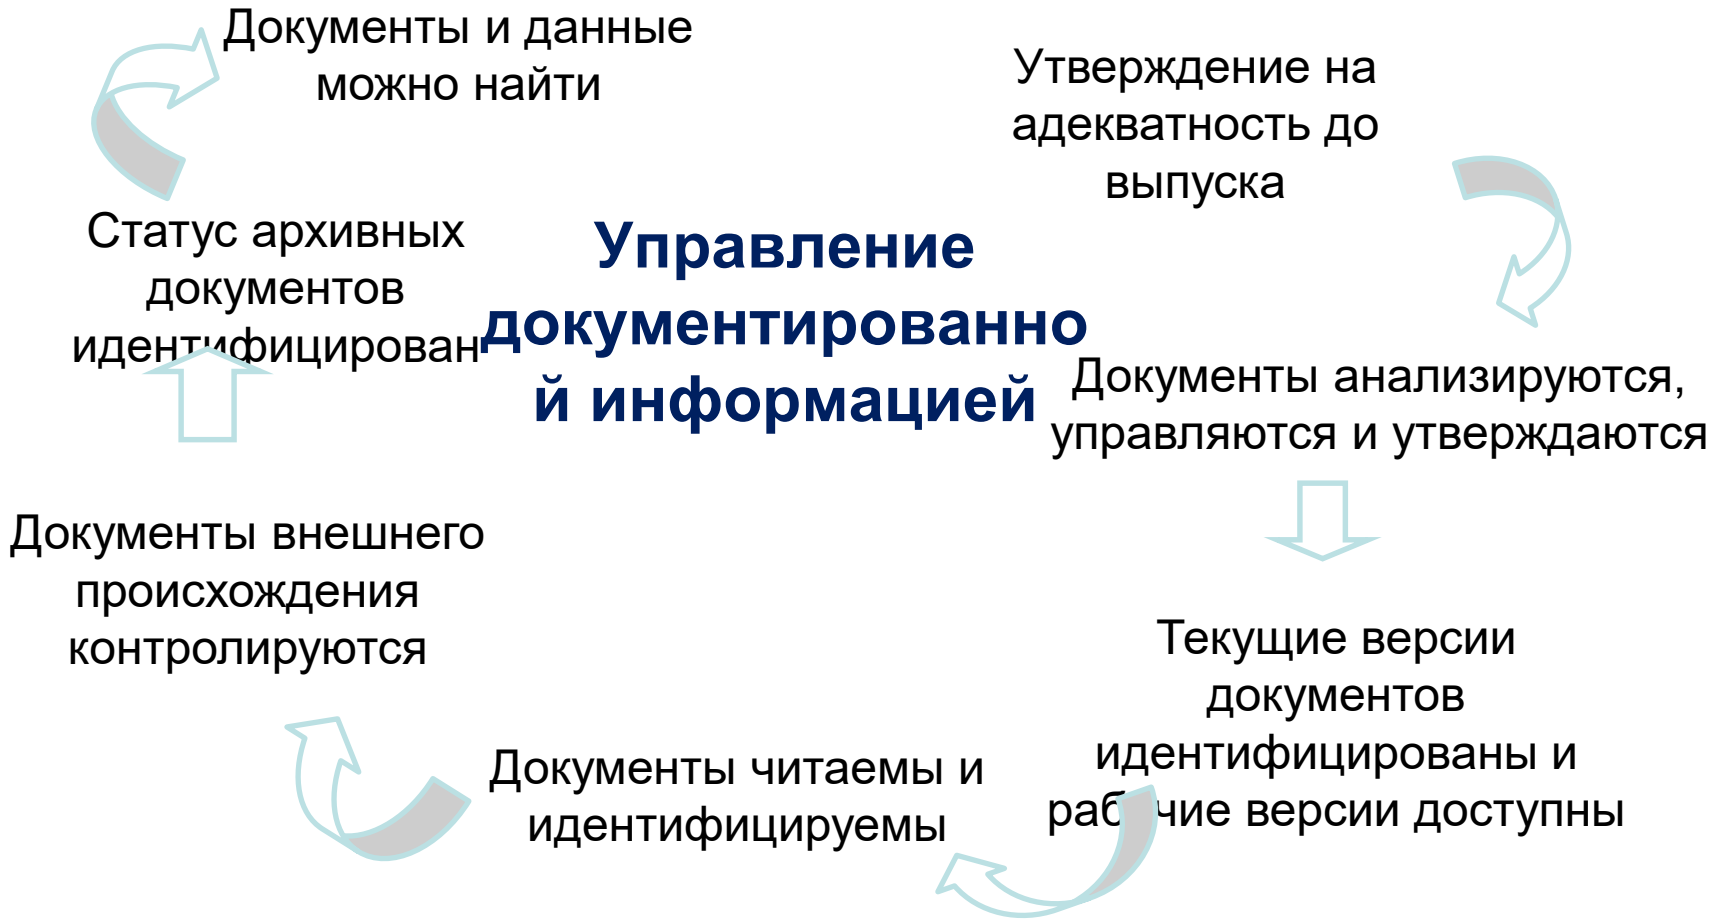 Документы и данные
можно найти
Утверждение на
адекватность до
выпуска
Статус архивных
документов
идентифицирован
Управление
документированно
й информацией
Документы анализируются,
управляются и утверждаются
Документы внешнего
происхождения
контролируются
Текущие версии
документов
идентифицированы и
рабочие версии доступны
Документы читаемы и
идентифицируемы